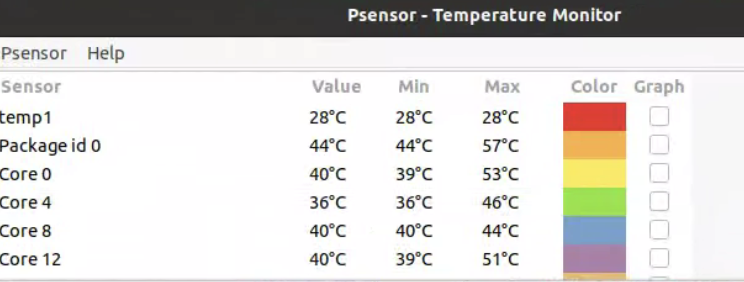 Psensor - Temperature Monitor
Psensor Help
Sensor Value Min Max Color Graph
temp1 28°C 28°C 28°C
Package id 0 44°C 44°C 57°C
Core 0 40°C 39°C 53°C
Core 4 36°C 36°C 46°C
Core 8 40°C 40°C 44°C
Core 12 40°C 39°C 51°C